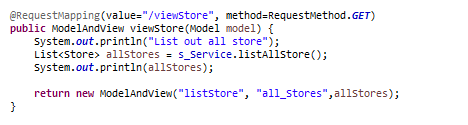 @RequestMapping(value="/viewStore", method=RequestMethod.GET)
public ModelAndView viewStore(Model model) {
System.out.println("List out all store");
List<Store> allStores = s_Service.listAllStore();
System.out.println(allStores);
return new ModelAndView("listStore", "all_Stores",allStores);
}